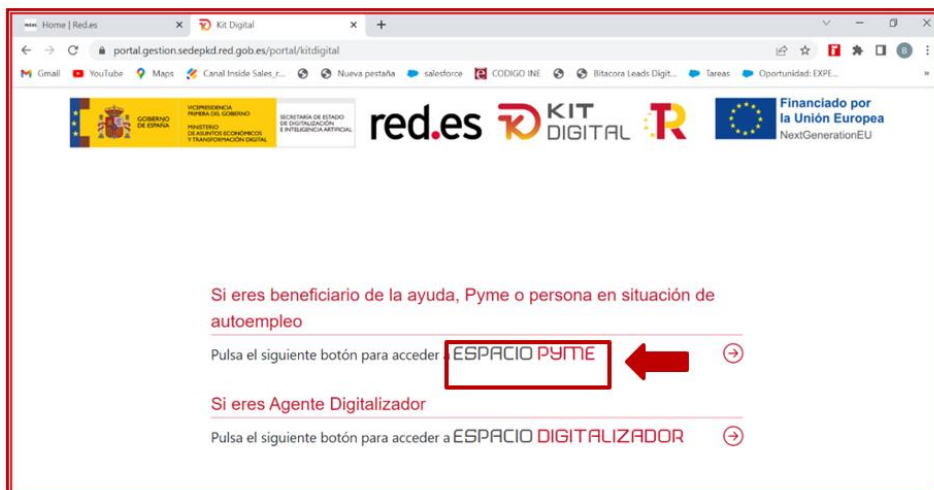 Home | Red.es
Kit Digital
portal.gestion.sedepkd.red.gob.es/portal/kitdigital
Gmail YouTube Maps Canal Inside Sales_r... Nueva pestaña salesforce CODIGO INE Bitacora Leads Digit... Tareas Oportunidad: EXPE...
GOBIERNO
DE ESPAÑA
VICEPRESIDENCIA
PRIMERA DEL GOBIERNO
MINISTERIO
DE ASUNTOS ECONÓMICOS
Y TRANSFORMACIÓN DIGITAL
SECRETARÍA DE ESTADO
DE DIGITALIZACIÓN
E INTELIGENCIA ARTIFICIAL
red.es
KIT
DIGITAL
Financiado por
la Unión Europea
NextGenerationEU
Si eres beneficiario de la ayuda, Pyme o persona en situación de
autoempleo
Pulsa el siguiente botón para acceder a ESPACIO PYME
Si eres Agente Digitalizador
Pulsa el siguiente botón para acceder a ESPACIO DIGITALIZADOR